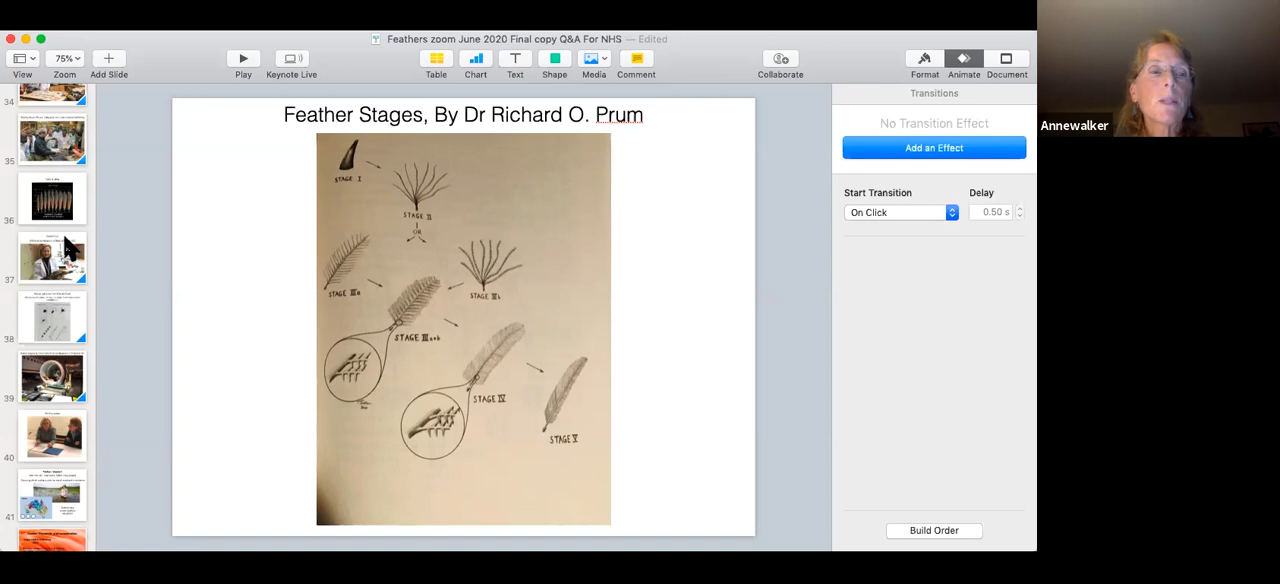 Feathers zoom June 2020 Final copy Q&A For NHS — Edited
75%
View
Zoom
Add Slide
Play
Keynote Live
Table
Chart
Text
Shape
Media
Comment
Collaborate
Format
Animate
Document
Transitions
No Transition Effect
Add an Effect
Start Transition
Delay
On Click
0.50 s
Build Order
Annewalker
34
35
36
37
38
39
40
41
Feather Stages, By Dr Richard O. Prum
STAGE I
STAGE II
OR
STAGE IIIa
STAGE IIIb
STAGE IIIa+b
STAGE IV
STAGE V